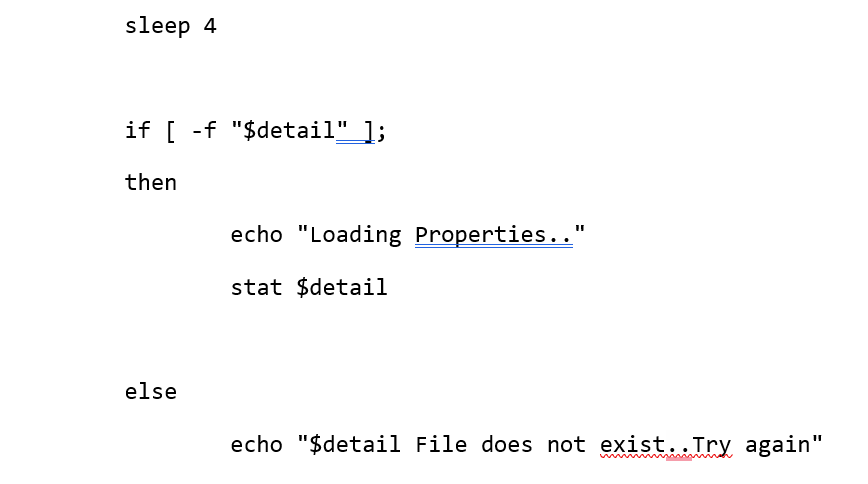 sleep 4
if [ -f "$detail" ];
then
echo "Loading Properties.."
stat $detail
else
echo "$detail File does not exist..Try again"